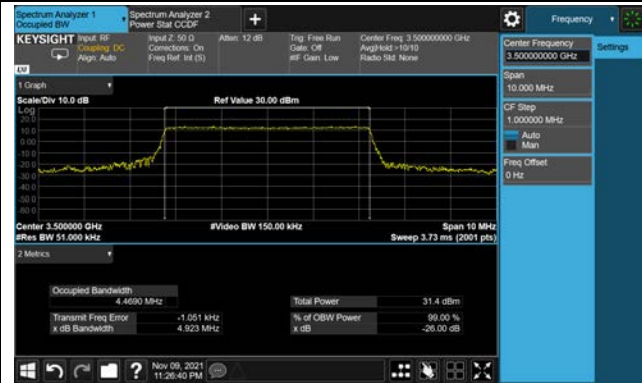 Spectrum Analyzer 1
Occupied BW
Spectrum Analyzer 2
Power Stat CCDF
+
Frequency
KEYSIGHT
Input: RF
Coupling: DC
Align: Auto
Input Z: 50 Ω
Corrections: On
Freq Ref: Int (S)
Atten: 12 dB
Trig: Free Run
Gate: Off
#IF Gain: Low
Center Freq: 3.500000000 GHz
Avg|Hold:>10/10
Radio Std: None
Center Frequency
3.500000000 GHz
Settings
Span
10.000 MHz
CF Step
1.000000 MHz
Auto
Man
Freq Offset
0 Hz
LXI
1 Graph
Scale/Div 10.0 dB
Ref Value 30.00 dBm
Log
20.0
10.0
0.00
-10.0
-20.0
-30.0
-40.0
-50.0
-60.0
Center 3.500000 GHz
#Video BW 150.00 kHz
Span 10 MHz
#Res BW 51.000 kHz
Sweep 3.73 ms (2001 pts)
2 Metrics
Occupied Bandwidth
4.4690 MHz
Total Power
31.4 dBm
Transmit Freq Error
-1.051 kHz
% of OBW Power
99.00 %
x dB Bandwidth
4.923 MHz
x dB
-26.00 dB
?
Nov 09, 2021
11:26:40 PM